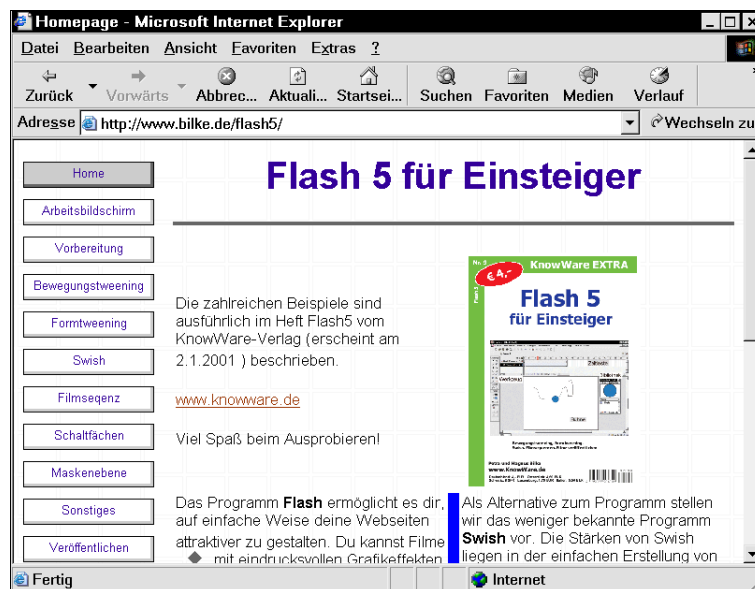 Homepage - Microsoft Internet Explorer
Datei Bearbeiten Ansicht Favoriten Extras ?
Zurück Vorwärts Abbrec... Aktuali... Startsei... Suchen Favoriten Medien Verlauf
Adresse http://www.bilke.de/flash5/ Wechseln zu
Home
Arbeitsbildschirm
Vorbereitung
Bewegungstweening
Formtweening
Swish
Filmseqenz
Schaltfächen
Maskenebene
Sonstiges
Veröffentlichen
Flash 5 für Einsteiger
Die zahlreichen Beispiele sind
ausführlich im Heft Flash5 vom
KnowWare-Verlag (erscheint am
2.1.2001 ) beschrieben.
www.knowware.de
Viel Spaß beim Ausprobieren!
€ 4,-
KnowWare EXTRA
Flash 5
für Einsteiger
www.KnowWare.de
Das Programm Flash ermöglicht es dir,
auf einfache Weise deine Webseiten
attraktiver zu gestalten. Du kannst Filme
mit eindrucksvollen Grafikeffekten
Als Alternative zum Programm stellen
wir das weniger bekannte Programm
Swish vor. Die Stärken von Swish
liegen in der einfachen Erstellung von
Fertig Internet